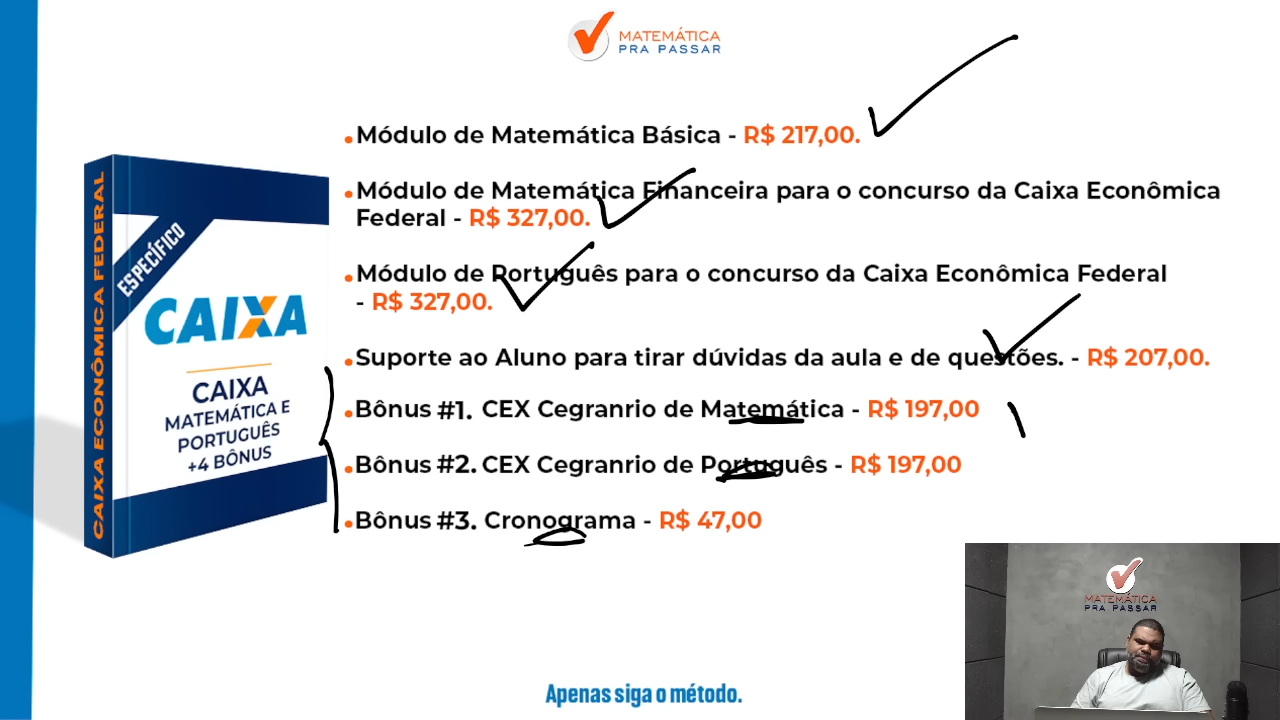 MATEMÁTICA
PRA PASSAR
Módulo de Matemática Básica - R$ 217,00.
Módulo de Matemática Financeira para o concurso da Caixa Econômica
Federal - R$ 327,00.
Módulo de Português para o concurso da Caixa Econômica Federal
- R$ 327,00.
Suporte ao Aluno para tirar dúvidas da aula e de questões. - R$ 207,00.
Bônus #1. CEX Cegranrio de Matemática - R$ 197,00
Bônus #2. CEX Cegranrio de Português - R$ 197,00
Bônus #3. Cronograma - R$ 47,00
CAIXA ECONÔMICA FEDERAL
ESPECÍFICO
CAIXA
CAIXA
MATEMÁTICA E
PORTUGUÊS
+4 BÔNUS
MATEMÁTICA
PRA PASSAR
Apenas siga o método.